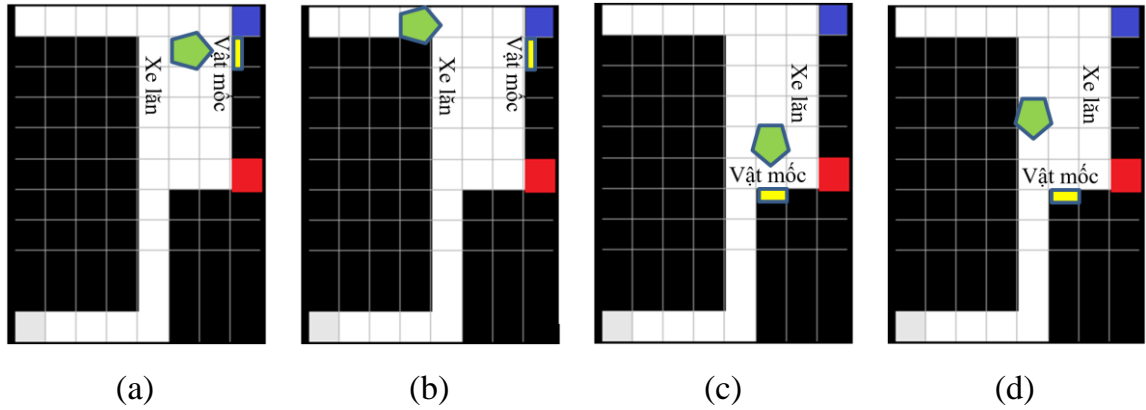 Xe lăn
Vật mốc
Xe lăn
Vật mốc
Xe lăn
Vật mốc
Xe lăn
Vật mốc
(a)
(b)
(c)
(d)